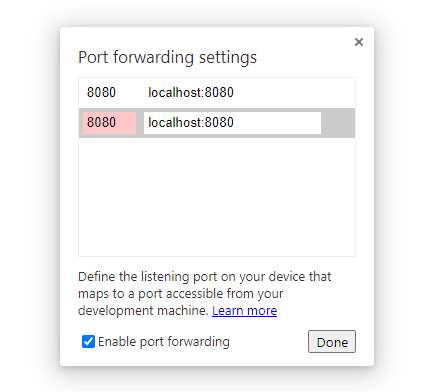 Port forwarding settings
8080 localhost:8080
8080 localhost:8080
Define the listening port on your device that
maps to a port accessible from your
development machine. Learn more
Enable port forwarding Done